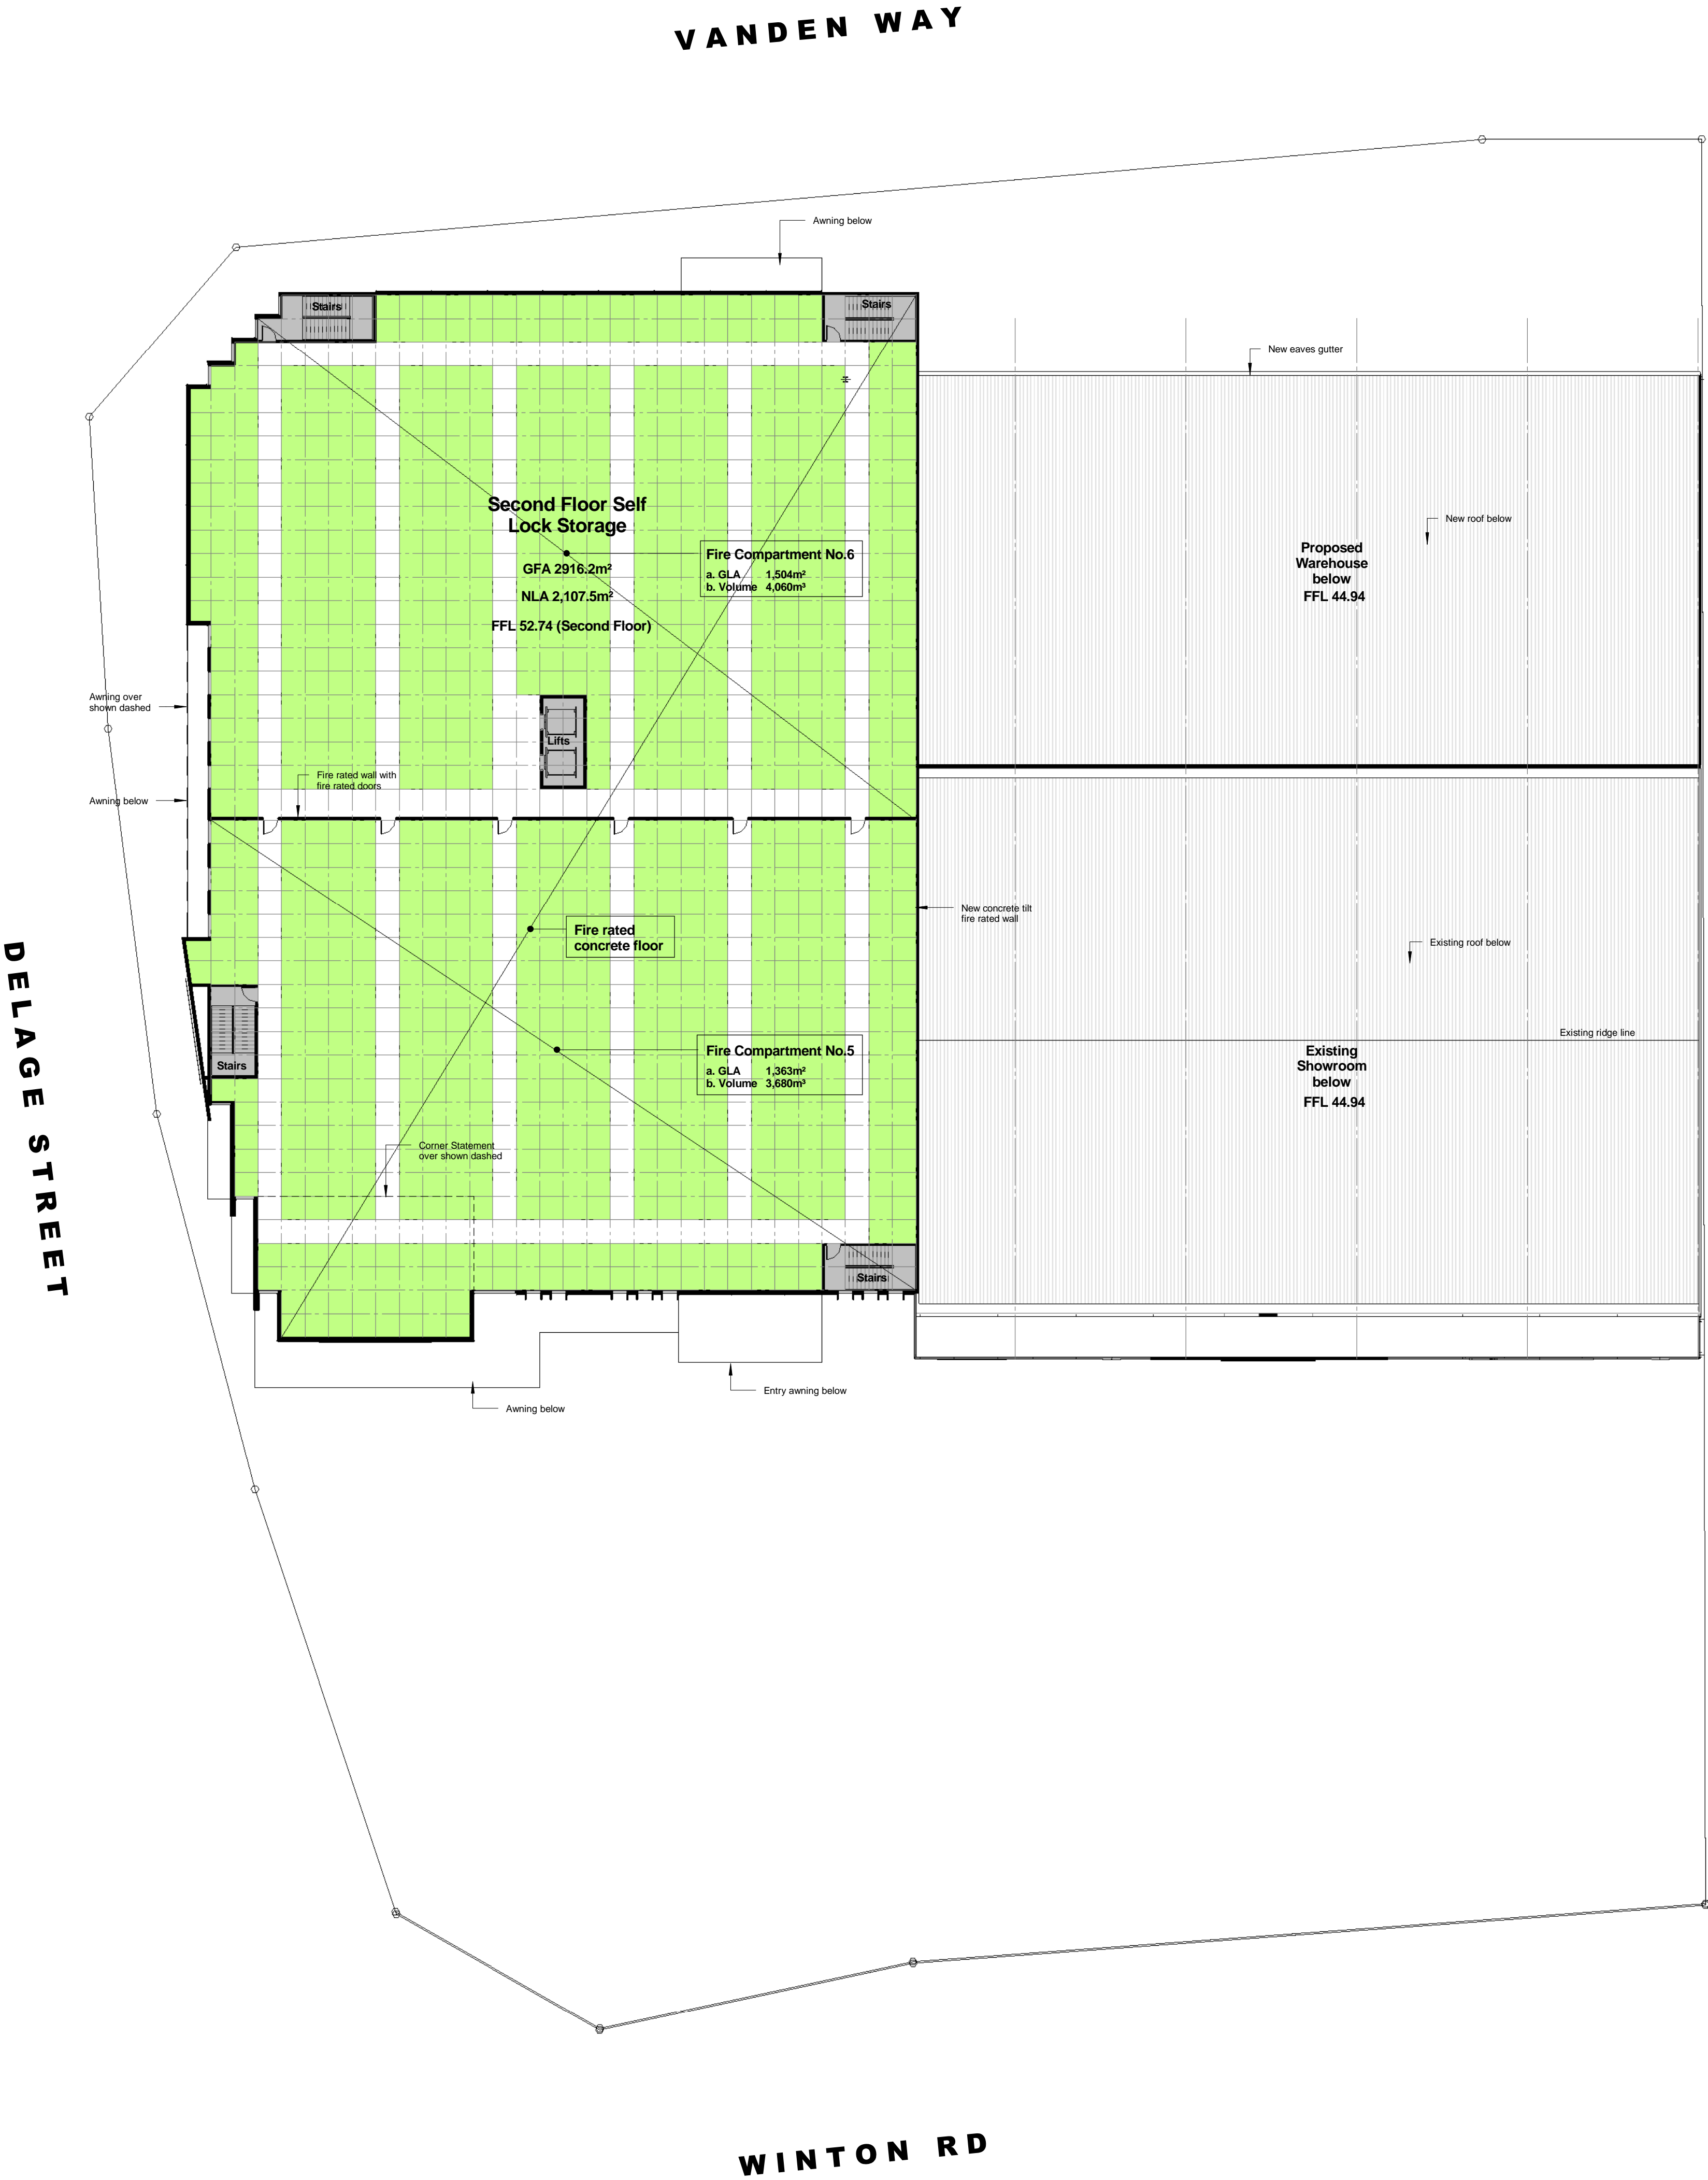 VANDEN WAY
Awning below
Stairs
Stairs
New eaves gutter
Second Floor Self
Lock Storage
GFA 2916.2m²
NLA 2,107.5m²
FFL 52.74 (Second Floor)
Fire Compartment No.6
a. GLA 1,504m²
b. Volume 4,060m³
New roof below
Proposed
Warehouse
below
FFL 44.94
Awning over
shown dashed
Lifts
Fire rated wall with
fire rated doors
Awning below
New concrete tilt
fire rated wall
Fire rated
concrete floor
Existing roof below
DELAGE STREET
Existing ridge line
Stairs
Fire Compartment No.5
a. GLA 1,363m²
b. Volume 3,680m³
Existing
Showroom
below
FFL 44.94
Corner Statement
over shown dashed
Stairs
Entry awning below
Awning below
WINTON RD